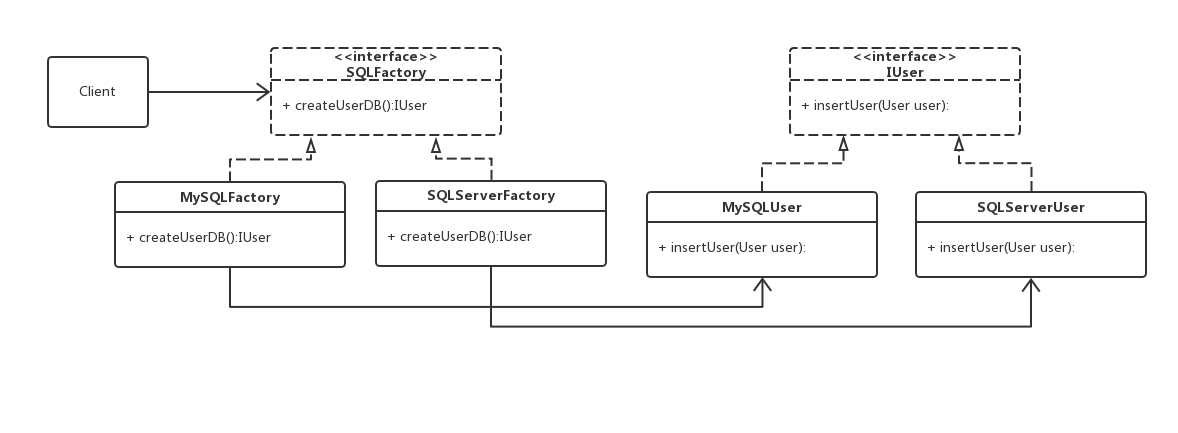 Client
<<interface>>
SQLFactory
+ createUserDB():IUser
<<interface>>
IUser
+ insertUser(User user):
MySQLFactory
+ createUserDB():IUser
SQLServerFactory
+ createUserDB():IUser
MySQLUser
+ insertUser(User user):
SQLServerUser
+ insertUser(User user):